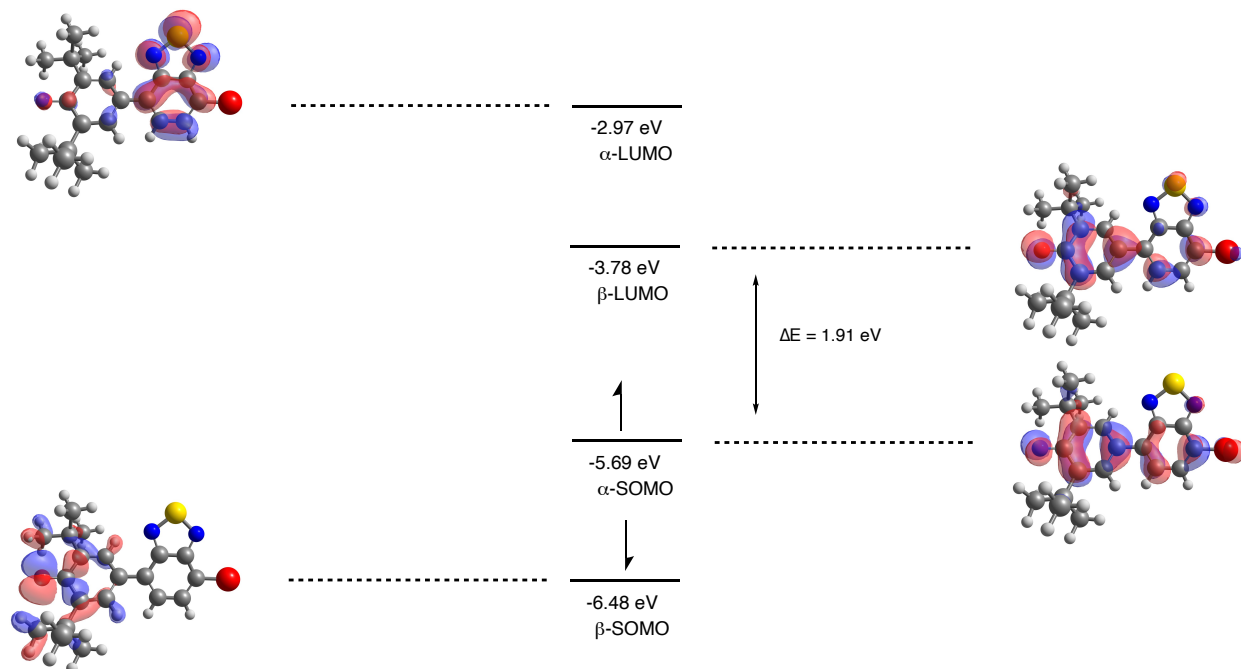 -2.97 eV
α-LUMO
-3.78 eV
β-LUMO
ΔE = 1.91 eV
-5.69 eV
α-SOMO
-6.48 eV
β-SOMO